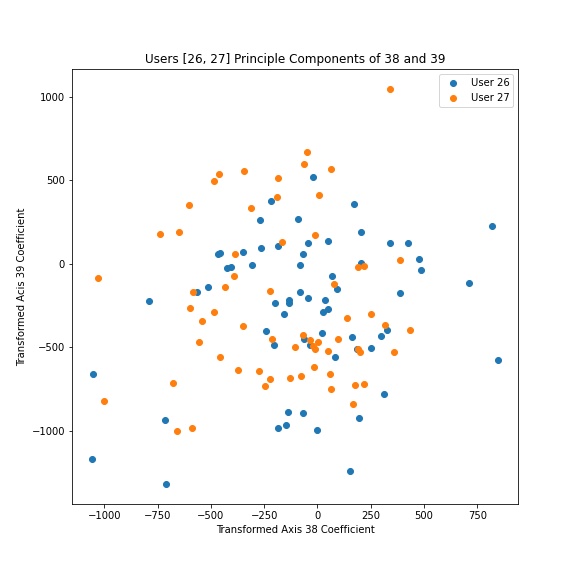 Users [26, 27] Principle Components of 38 and 39
User 26
User 27
1000
500
0
−500
−1000
Transformed Acis 39 Coefficient
−1000 −750 −500 −250 0 250 500 750
Transformed Axis 38 Coefficient